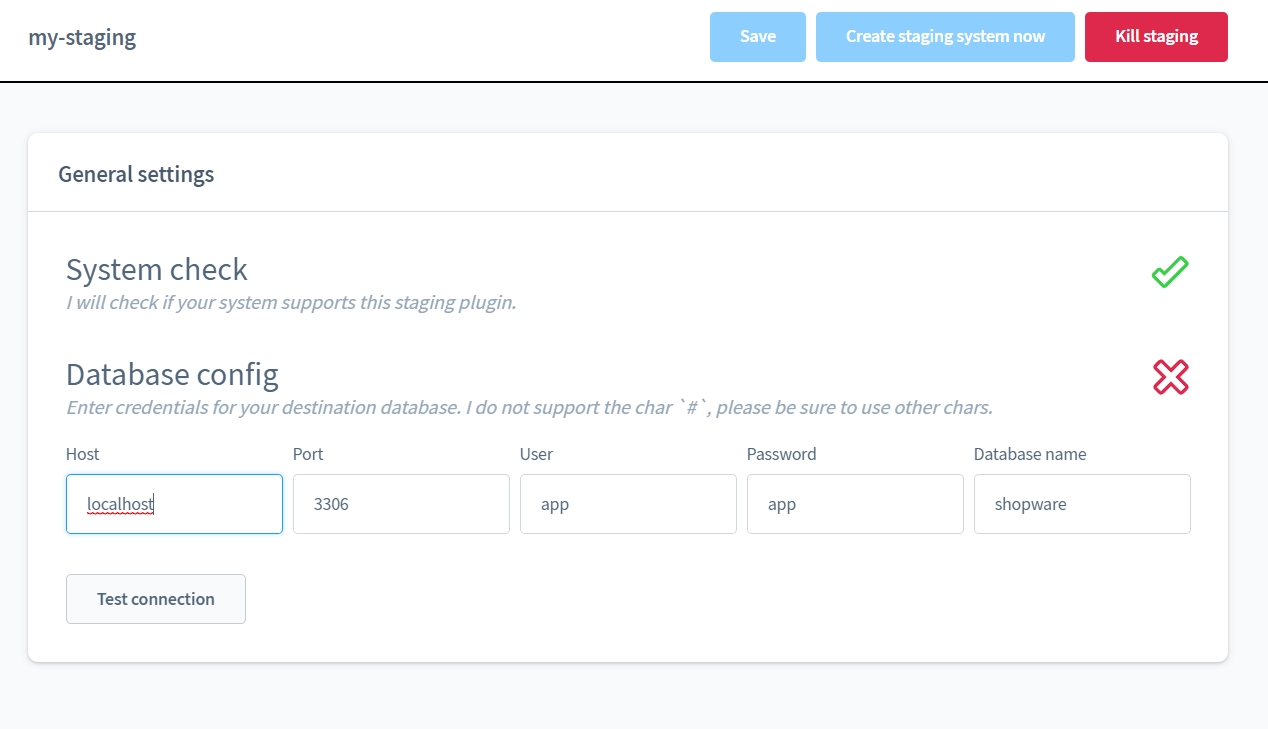 my-staging
Save
Create staging system now
Kill staging
General settings
System check
I will check if your system supports this staging plugin.
Database config
Enter credentials for your destination database. I do not support the char `#`, please be sure to use other chars.
Host Port User Password Database name
localhost 3306 app app shopware
Test connection